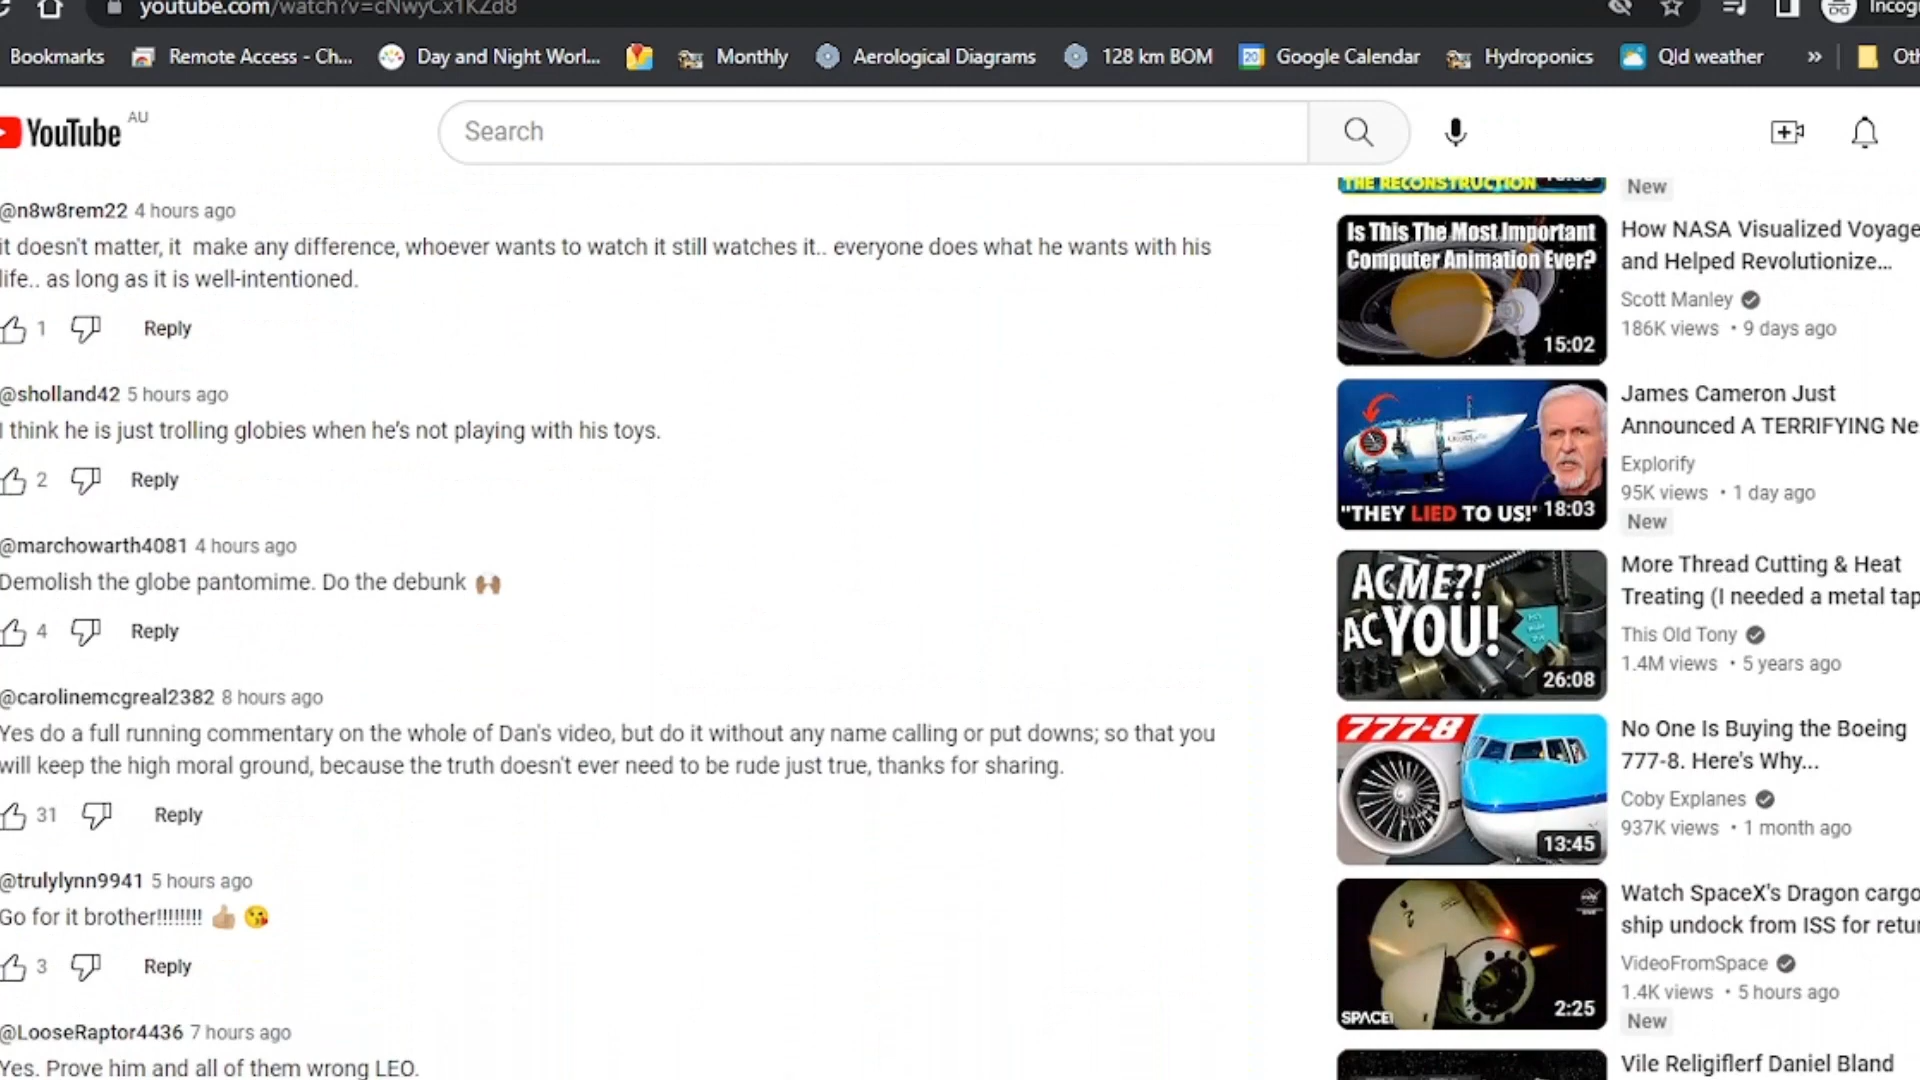 youtube.com/watch?v=cNwyCx1KZd8
Bookmarks Remote Access - Ch... Day and Night Worl... Monthly Aerological Diagrams 128 km BOM 20 Google Calendar Hydroponics Qld weather » Oth
YouTube AU
Search
@n8w8rem22 4 hours ago
it doesn't matter, it make any difference, whoever wants to watch it still watches it.. everyone does what he wants with his
life.. as long as it is well-intentioned.
1 Reply
@sholland42 5 hours ago
I think he is just trolling globies when he's not playing with his toys.
2 Reply
@marchowarth4081 4 hours ago
Demolish the globe pantomime. Do the debunk 🙌🏽
4 Reply
@carolinemcgreal2382 8 hours ago
Yes do a full running commentary on the whole of Dan's video, but do it without any name calling or put downs; so that you
will keep the high moral ground, because the truth doesn't ever need to be rude just true, thanks for sharing.
31 Reply
@trulylynn9941 5 hours ago
Go for it brother!!!!!!!! 👍🏼 😘
3 Reply
@LooseRaptor4436 7 hours ago
Yes. Prove him and all of them wrong LEO.
THE RECONSTRUCTION
New
Is This The Most Important
Computer Animation Ever?
15:02
How NASA Visualized Voyage
and Helped Revolutionize...
Scott Manley
186K views • 9 days ago
"THEY LIED TO US!" 18:03
James Cameron Just
Announced A TERRIFYING Ne
Explorify
95K views • 1 day ago
New
ACME?!
ACYOU!
26:08
More Thread Cutting & Heat
Treating (I needed a metal tap
This Old Tony
1.4M views • 5 years ago
777-8
13:45
No One Is Buying the Boeing
777-8. Here's Why...
Coby Explanes
937K views • 1 month ago
SPACE
2:25
Watch SpaceX's Dragon cargo
ship undock from ISS for retur
VideoFromSpace
1.4K views • 5 hours ago
New
Vile Religiflerf Daniel Bland